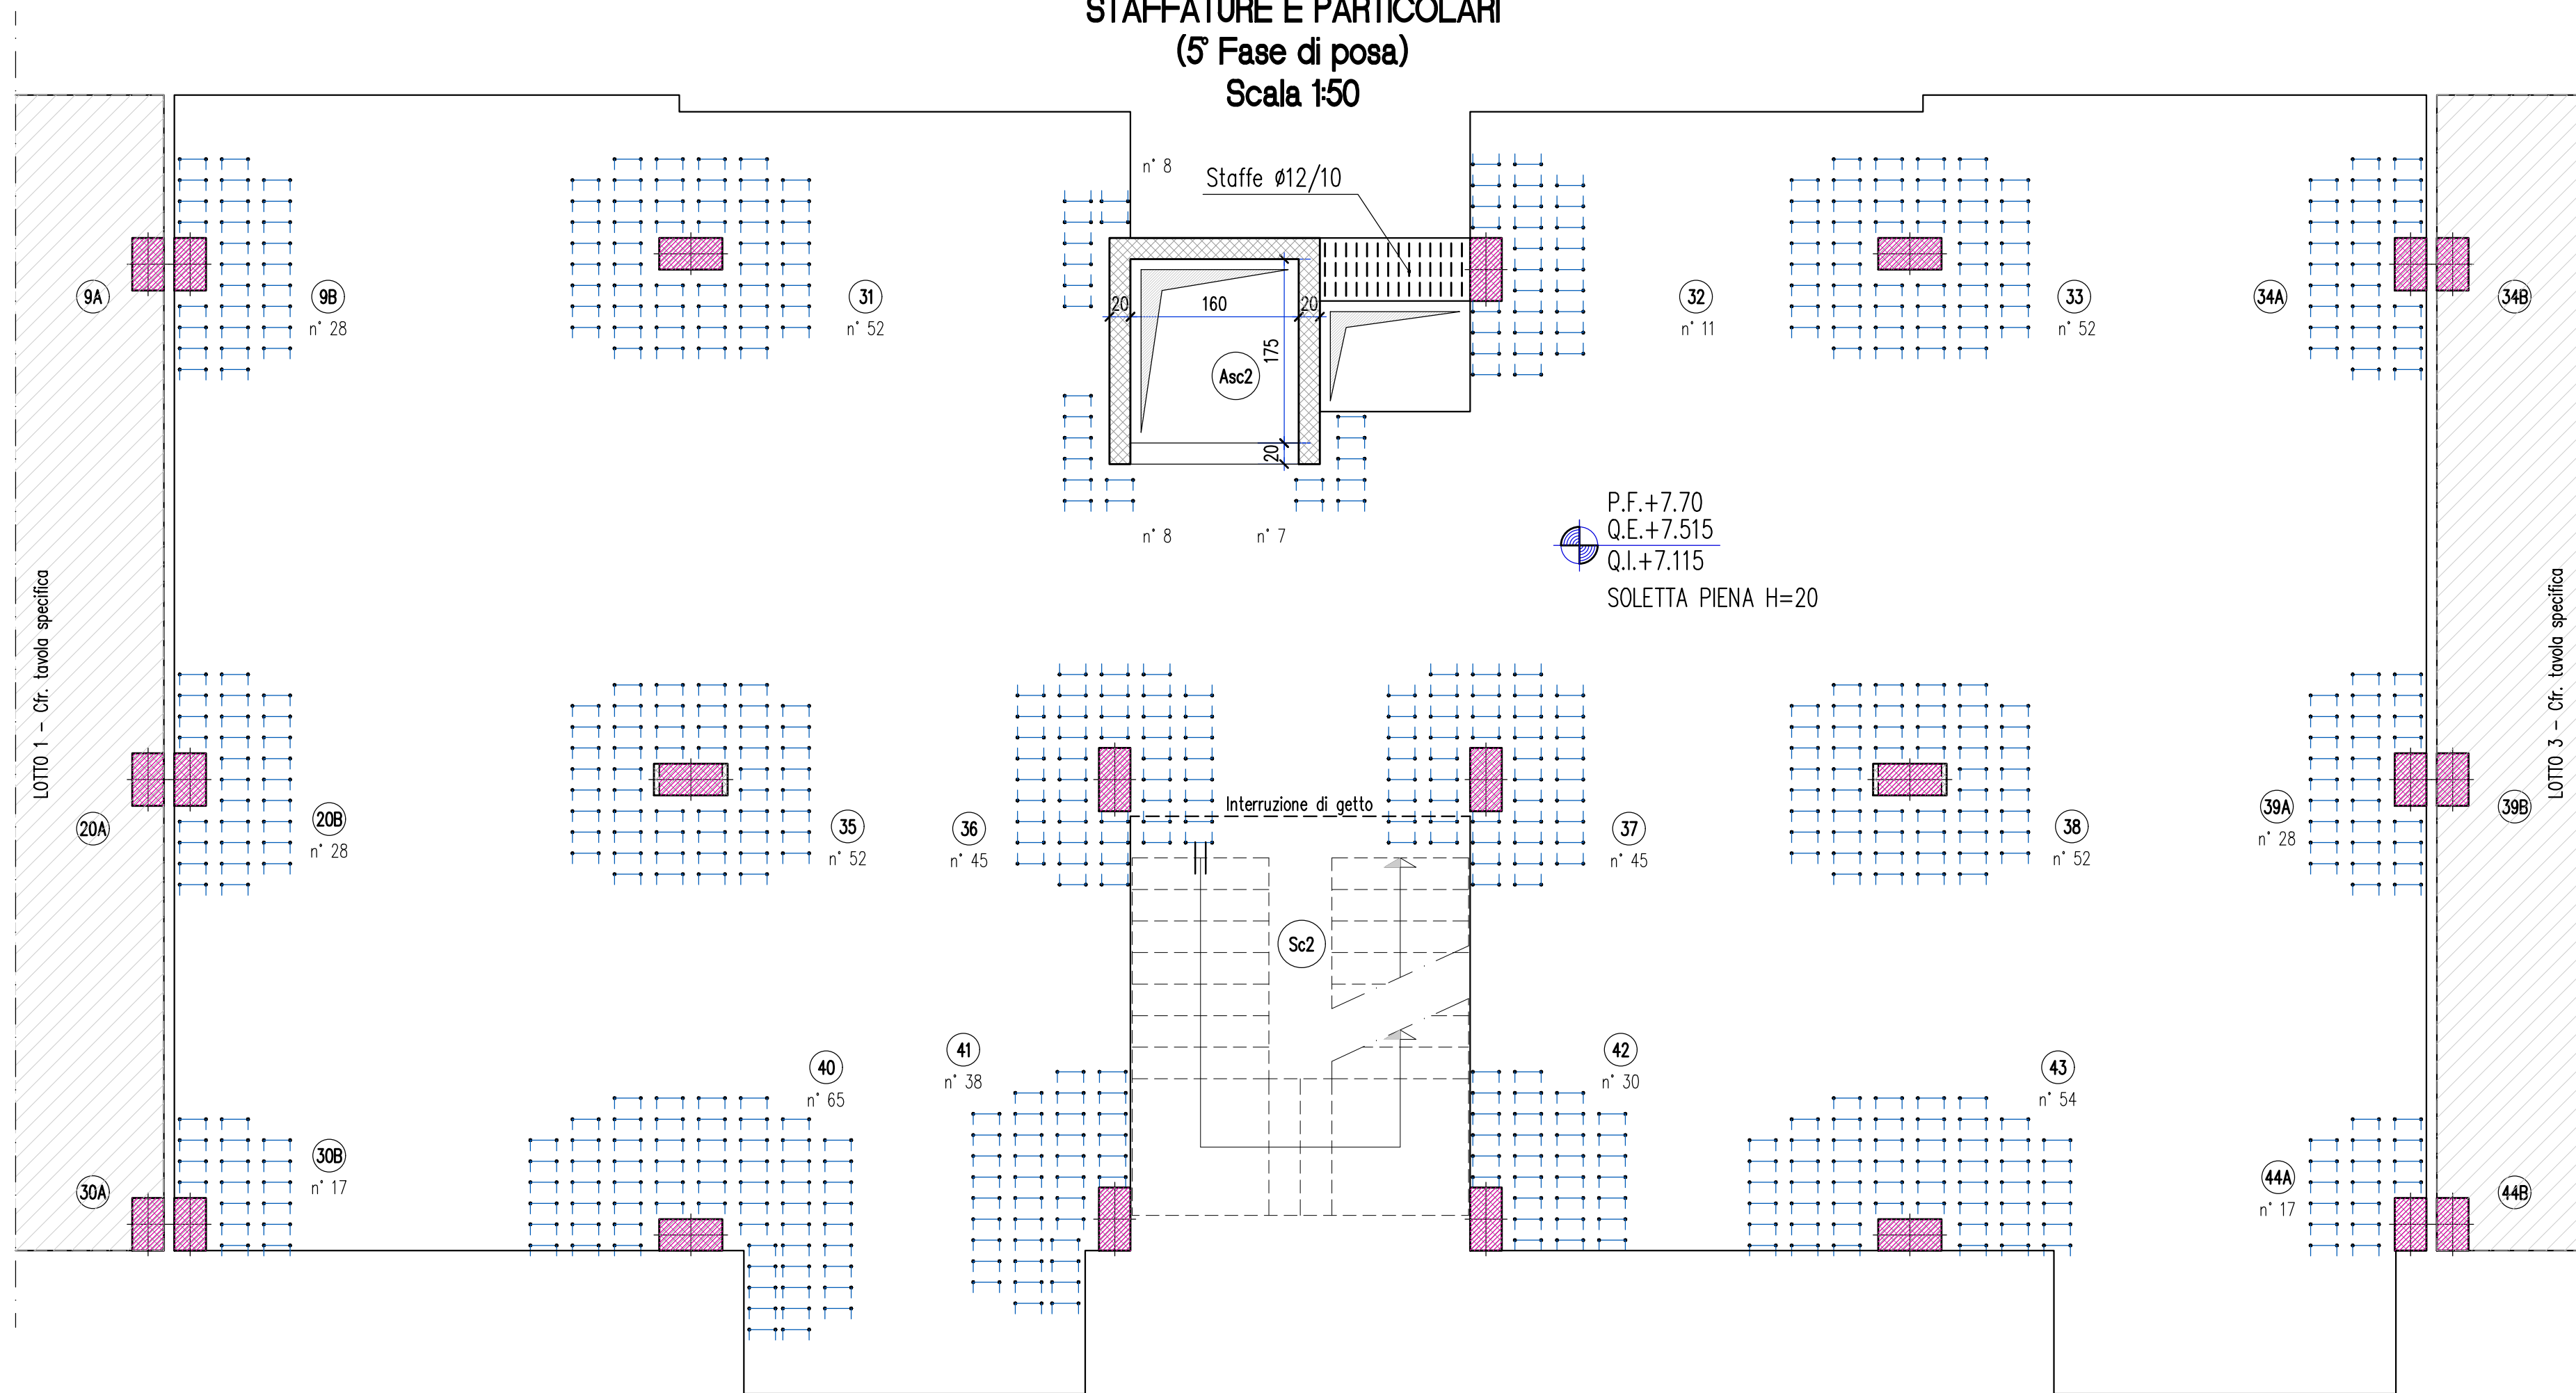 STAFFATURE E PARTICOLARI
(5° Fase di posa)
Scala 1:50
n° 8
Staffe ø12/10
9A
9B
n° 28
31
n° 52
20
160
20
175
20
Asc2
32
n° 11
33
n° 52
34A
34B
n° 8
n° 7
P.F.+7.70
Q.E.+7.515
Q.I.+7.115
SOLETTA PIENA H=20
LOTTO 1 - Cfr. tavola specifica
LOTTO 3 - Cfr. tavola specifica
20A
20B
n° 28
35
n° 52
36
n° 45
Interruzione di getto
37
n° 45
38
n° 52
39A
n° 28
39B
Sc2
30A
30B
n° 17
40
n° 65
41
n° 38
42
n° 30
43
n° 54
44A
n° 17
44B